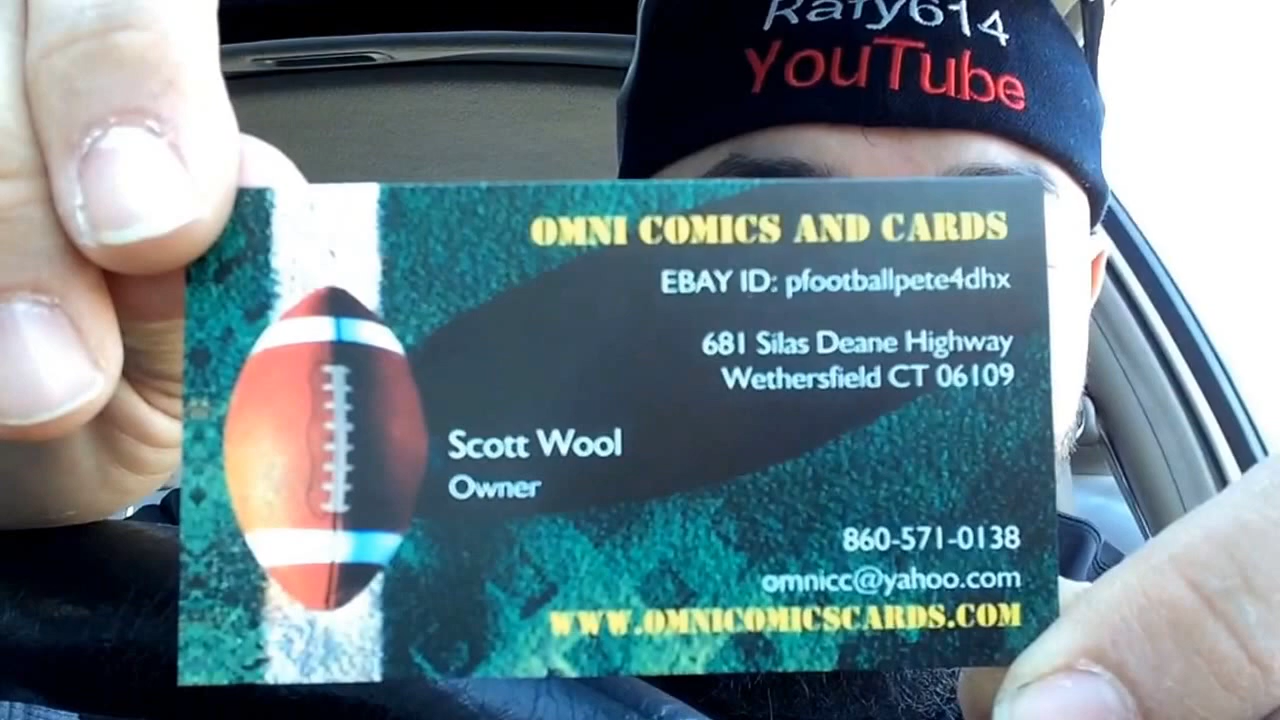 Rafy614
YouTube
OMNI COMICS AND CARDS
EBAY ID: pfootballpete4dhx
681 Silas Deane Highway
Wethersfield CT 06109
Scott Wool
Owner
860-571-0138
omnicc@yahoo.com
WWW.OMNICOMICSCARDS.COM